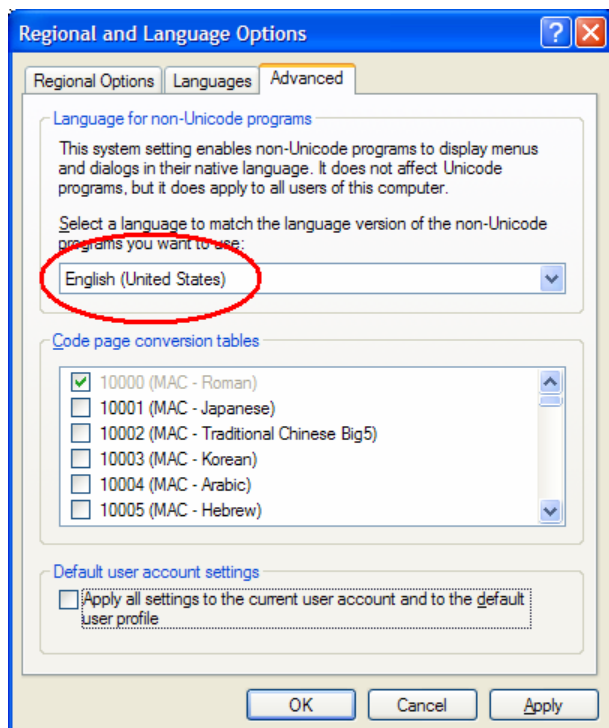 Regional and Language Options
Regional Options
Languages
Advanced
Language for non-Unicode programs
This system setting enables non-Unicode programs to display menus
and dialogs in their native language. It does not affect Unicode
programs, but it does apply to all users of this computer.
Select a language to match the language version of the non-Unicode
programs you want to use:
English (United States)
Code page conversion tables
10000 (MAC - Roman)
10001 (MAC - Japanese)
10002 (MAC - Traditional Chinese Big5)
10003 (MAC - Korean)
10004 (MAC - Arabic)
10005 (MAC - Hebrew)
Default user account settings
Apply all settings to the current user account and to the default
user profile
OK
Cancel
Apply